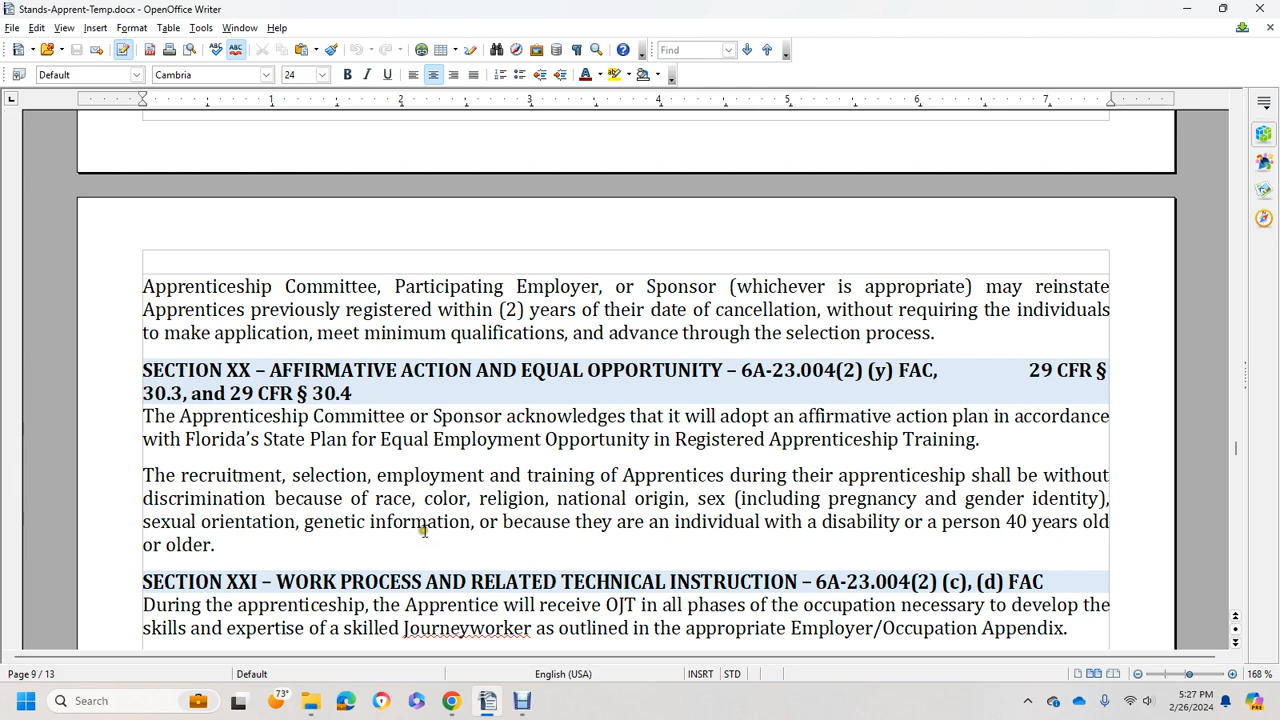 Stands-Apprent-Temp.docx - OpenOffice Writer
File Edit View Insert Format Table Tools Window Help
Find
Default Cambria 24
1 2 3 4 5 6 7
Apprenticeship Committee, Participating Employer, or Sponsor (whichever is appropriate) may reinstate
Apprentices previously registered within (2) years of their date of cancellation, without requiring the individuals
to make application, meet minimum qualifications, and advance through the selection process.
SECTION XX – AFFIRMATIVE ACTION AND EQUAL OPPORTUNITY – 6A-23.004(2) (y) FAC, 29 CFR §
30.3, and 29 CFR § 30.4
The Apprenticeship Committee or Sponsor acknowledges that it will adopt an affirmative action plan in accordance
with Florida’s State Plan for Equal Employment Opportunity in Registered Apprenticeship Training.
The recruitment, selection, employment and training of Apprentices during their apprenticeship shall be without
discrimination because of race, color, religion, national origin, sex (including pregnancy and gender identity),
sexual orientation, genetic information, or because they are an individual with a disability or a person 40 years old
or older.
SECTION XXI – WORK PROCESS AND RELATED TECHNICAL INSTRUCTION – 6A-23.004(2) (c), (d) FAC
During the apprenticeship, the Apprentice will receive OJT in all phases of the occupation necessary to develop the
skills and expertise of a skilled Journeyworker as outlined in the appropriate Employer/Occupation Appendix.
Page 9 / 13 Default English (USA) INSRT STD 168 %
Search 73° 5:27 PM
2/26/2024